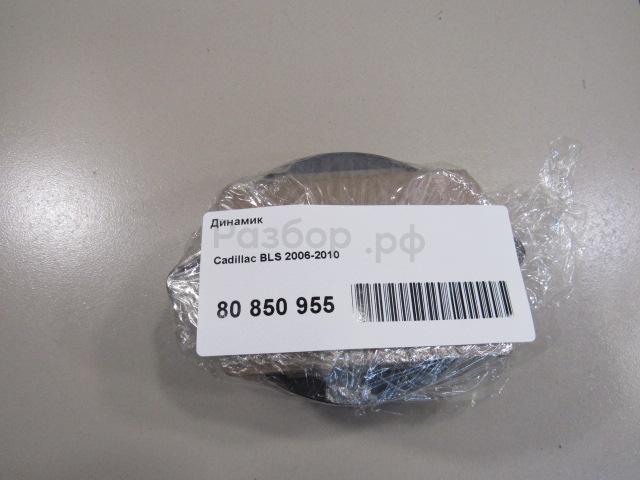 Динамик
Разбор.рф
Cadillac BLS 2006-2010
80 850 955